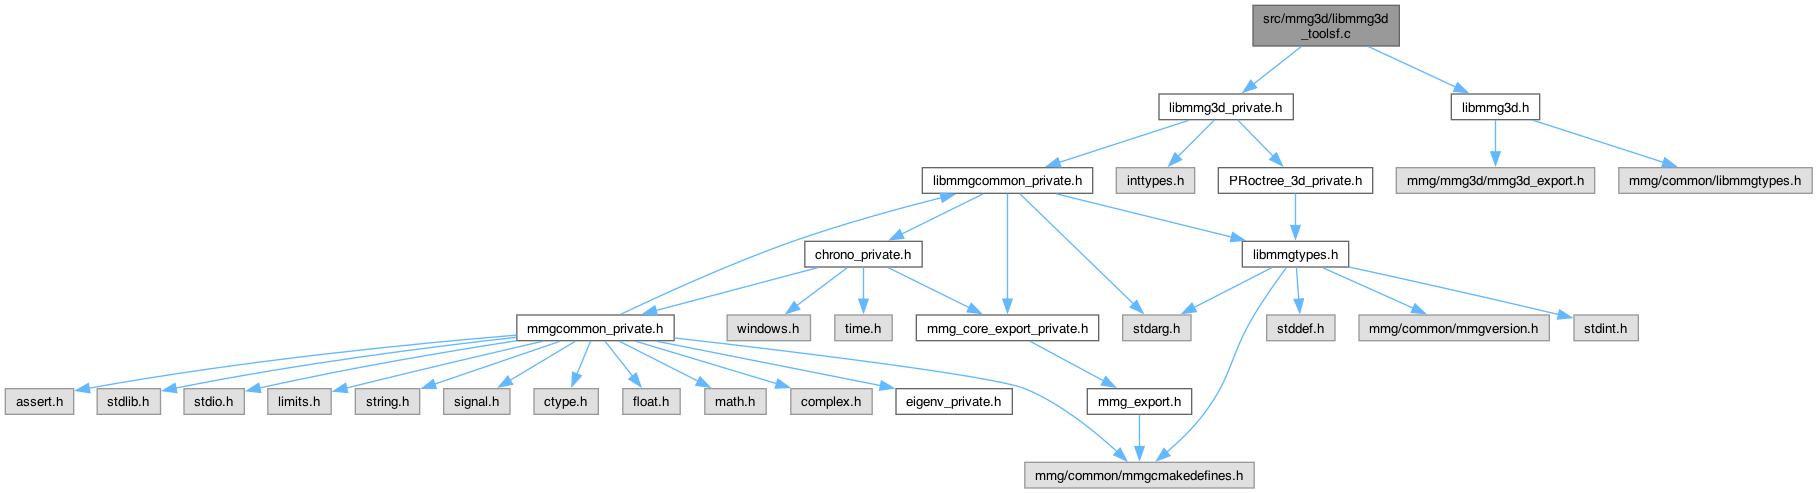 src/mmg3d/libmmg3d
_toolsf.c
libmmg3d_private.h
libmmg3d.h
libmmgcommon_private.h
inttypes.h
PRoctree_3d_private.h
mmg/mmg3d/mmg3d_export.h
mmg/common/libmmgtypes.h
chrono_private.h
libmmgtypes.h
mmgcommon_private.h
windows.h
time.h
mmg_core_export_private.h
stdarg.h
stddef.h
mmg/common/mmgversion.h
stdint.h
assert.h
stdlib.h
stdio.h
limits.h
string.h
signal.h
ctype.h
float.h
math.h
complex.h
eigenv_private.h
mmg_export.h
mmg/common/mmgcmakedefines.h